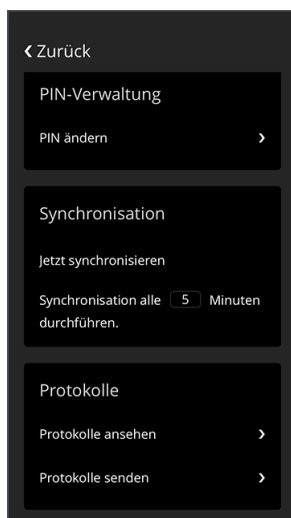 Zurück
PIN-Verwaltung
PIN ändern
Synchronisation
Jetzt synchronisieren
Synchronisation alle 5 Minuten
durchführen.
Protokolle
Protokolle ansehen
Protokolle senden